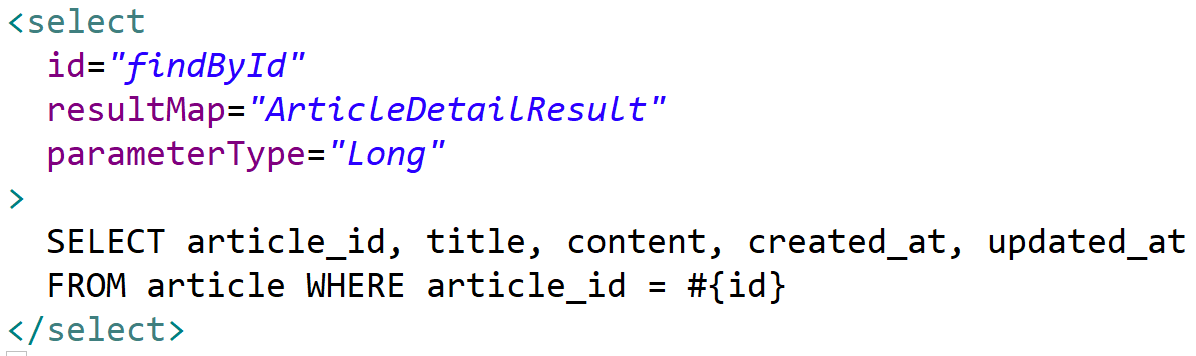 <select
  id="findById"
  resultMap="ArticleDetailResult"
  parameterType="Long"
>
  SELECT article_id, title, content, created_at, updated_at
  FROM article WHERE article_id = #{id}
</select>